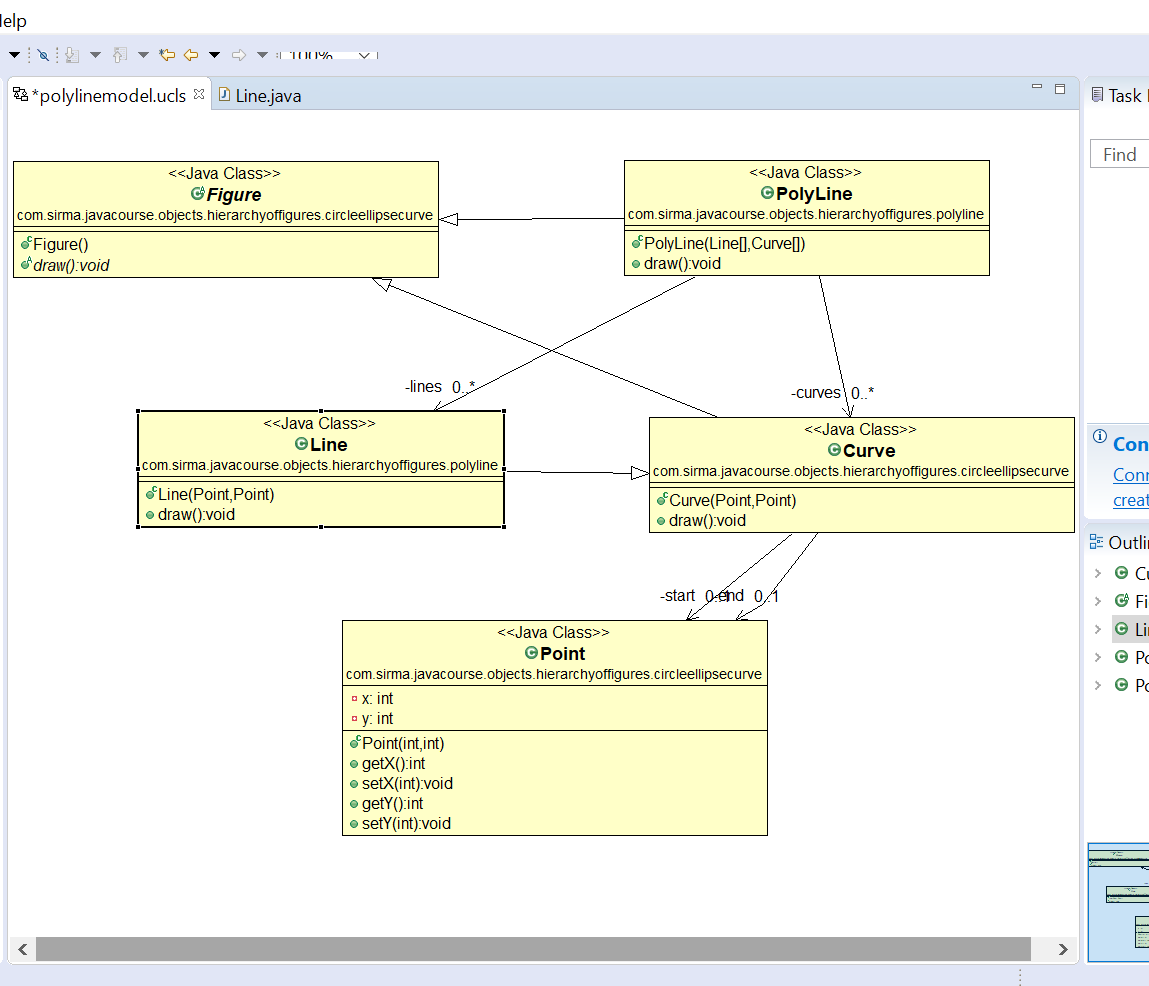 Help
100%
*polylinemodel.ucls
Line.java
Task
Find
<<Java Class>>
Figure
com.sirma.javacourse.objects.hierarchyoffigures.circleellipsecurve
Figure()
draw():void
<<Java Class>>
PolyLine
com.sirma.javacourse.objects.hierarchyoffigures.polyline
PolyLine(Line[],Curve[])
draw():void
-lines 0..*
-curves 0..*
<<Java Class>>
Line
com.sirma.javacourse.objects.hierarchyoffigures.polyline
Line(Point,Point)
draw():void
<<Java Class>>
Curve
com.sirma.javacourse.objects.hierarchyoffigures.circleellipsecurve
Curve(Point,Point)
draw():void
-start 0..1
-end 0..1
<<Java Class>>
Point
com.sirma.javacourse.objects.hierarchyoffigures.circleellipsecurve
x: int
y: int
Point(int,int)
getX():int
setX(int):void
getY():int
setY(int):void
Con
Conn
creat
Outli
Cu
Fi
Li
Po
Po